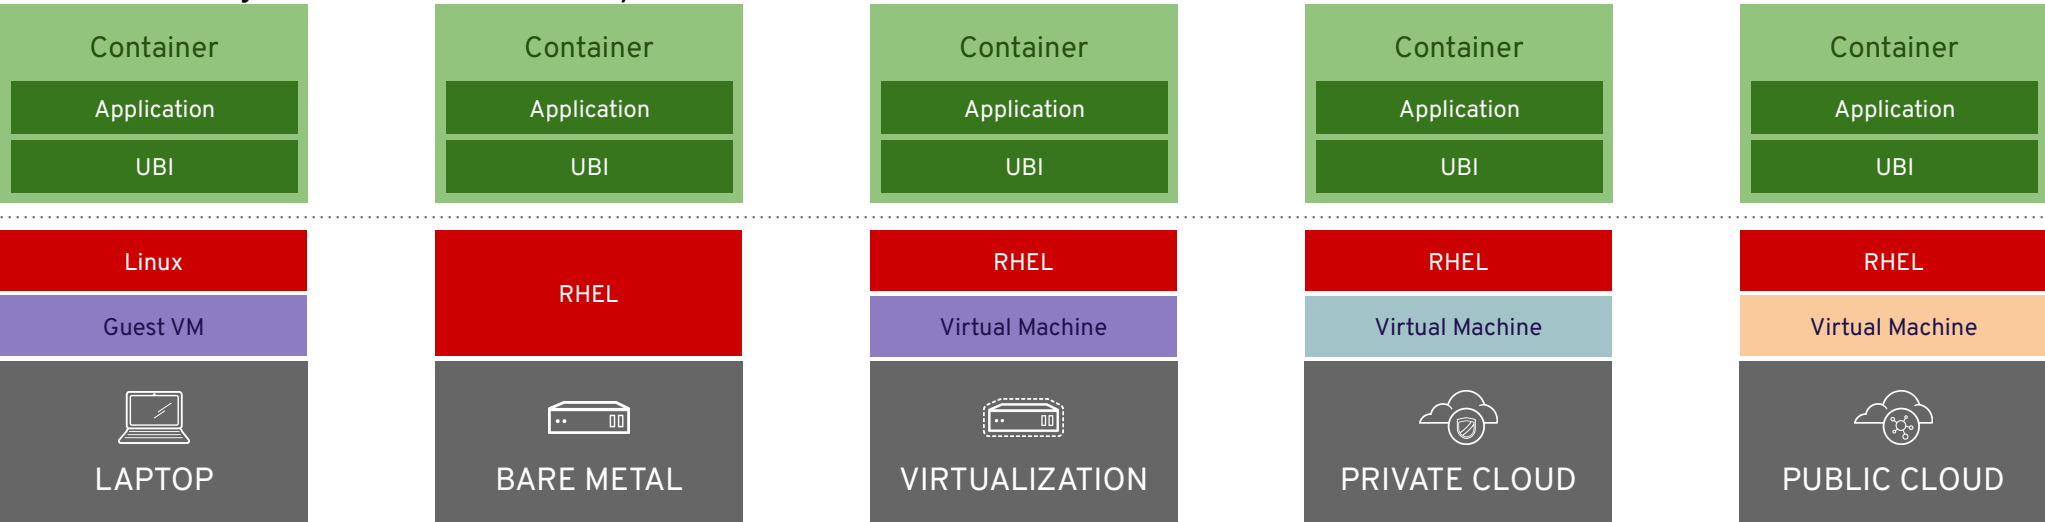 Container
Application
UBI
Container
Application
UBI
Container
Application
UBI
Container
Application
UBI
Container
Application
UBI
Linux
Guest VM
LAPTOP
RHEL
BARE METAL
RHEL
Virtual Machine
VIRTUALIZATION
RHEL
Virtual Machine
PRIVATE CLOUD
RHEL
Virtual Machine
PUBLIC CLOUD